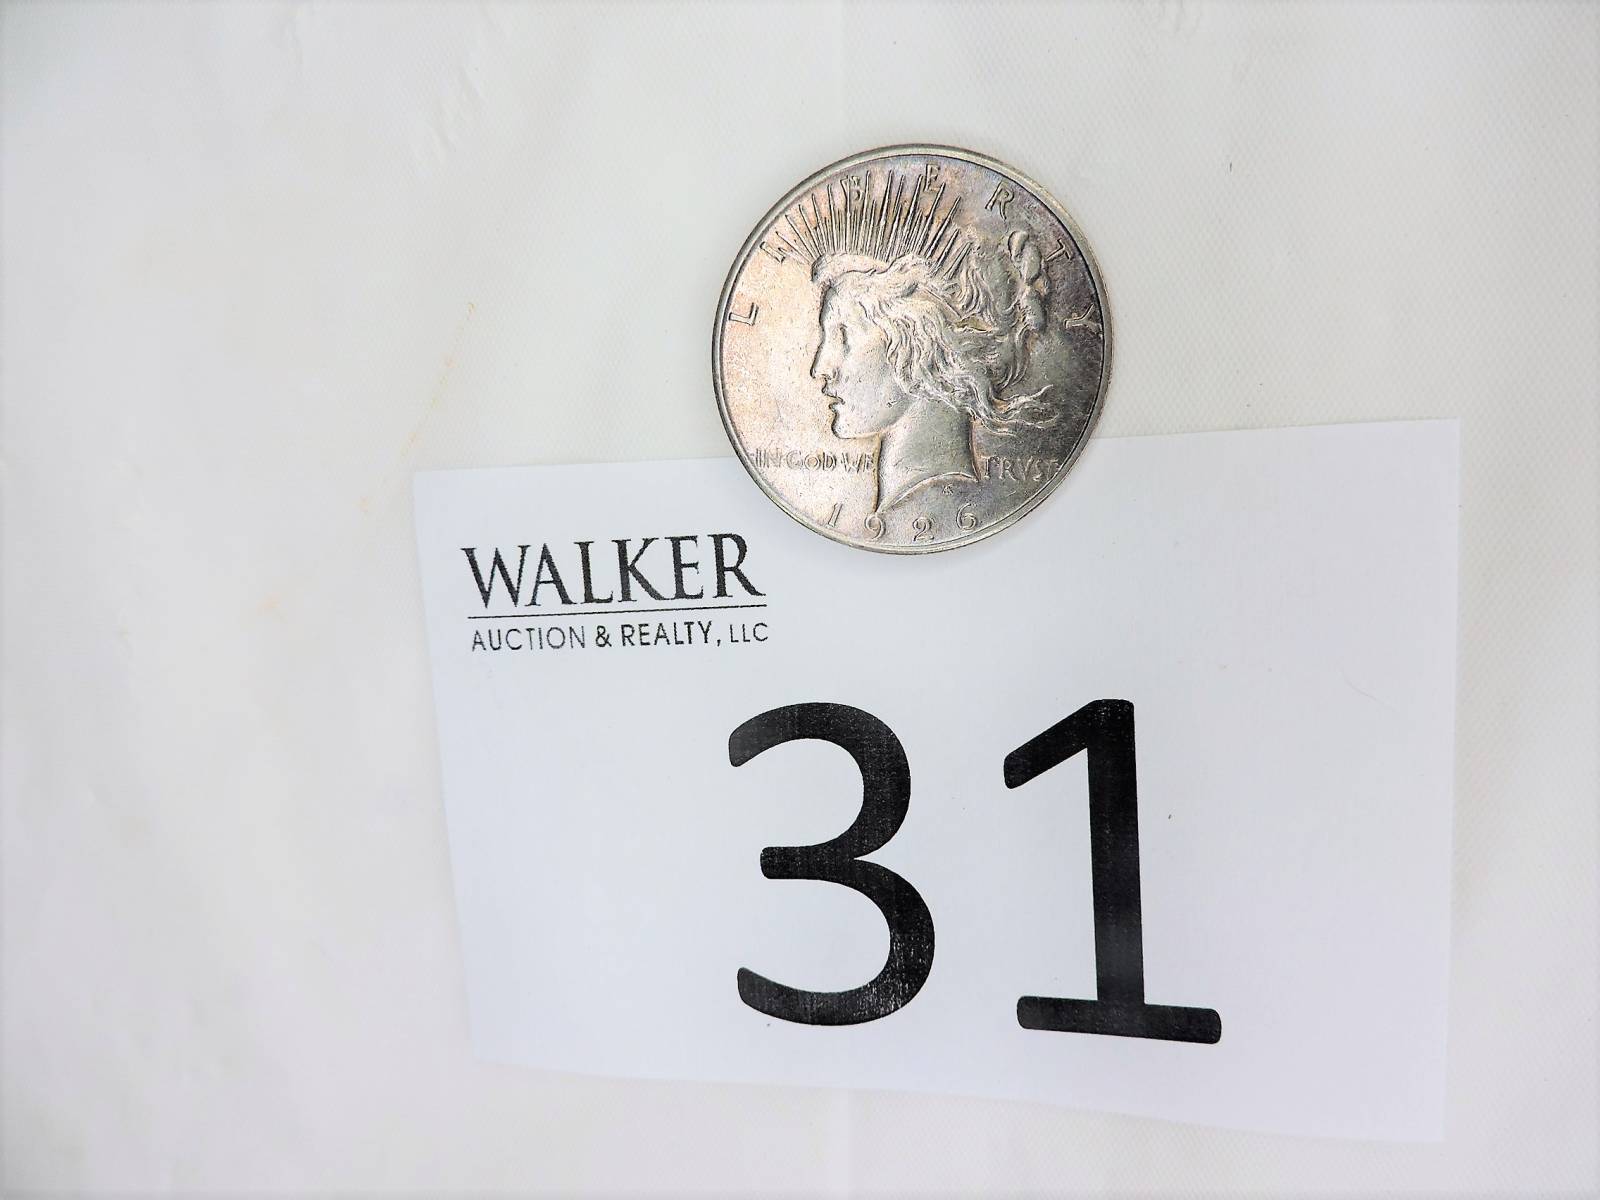 LIBERTY
IN GOD WE TRVST
1926
WALKER
AUCTION & REALTY, LLC
31